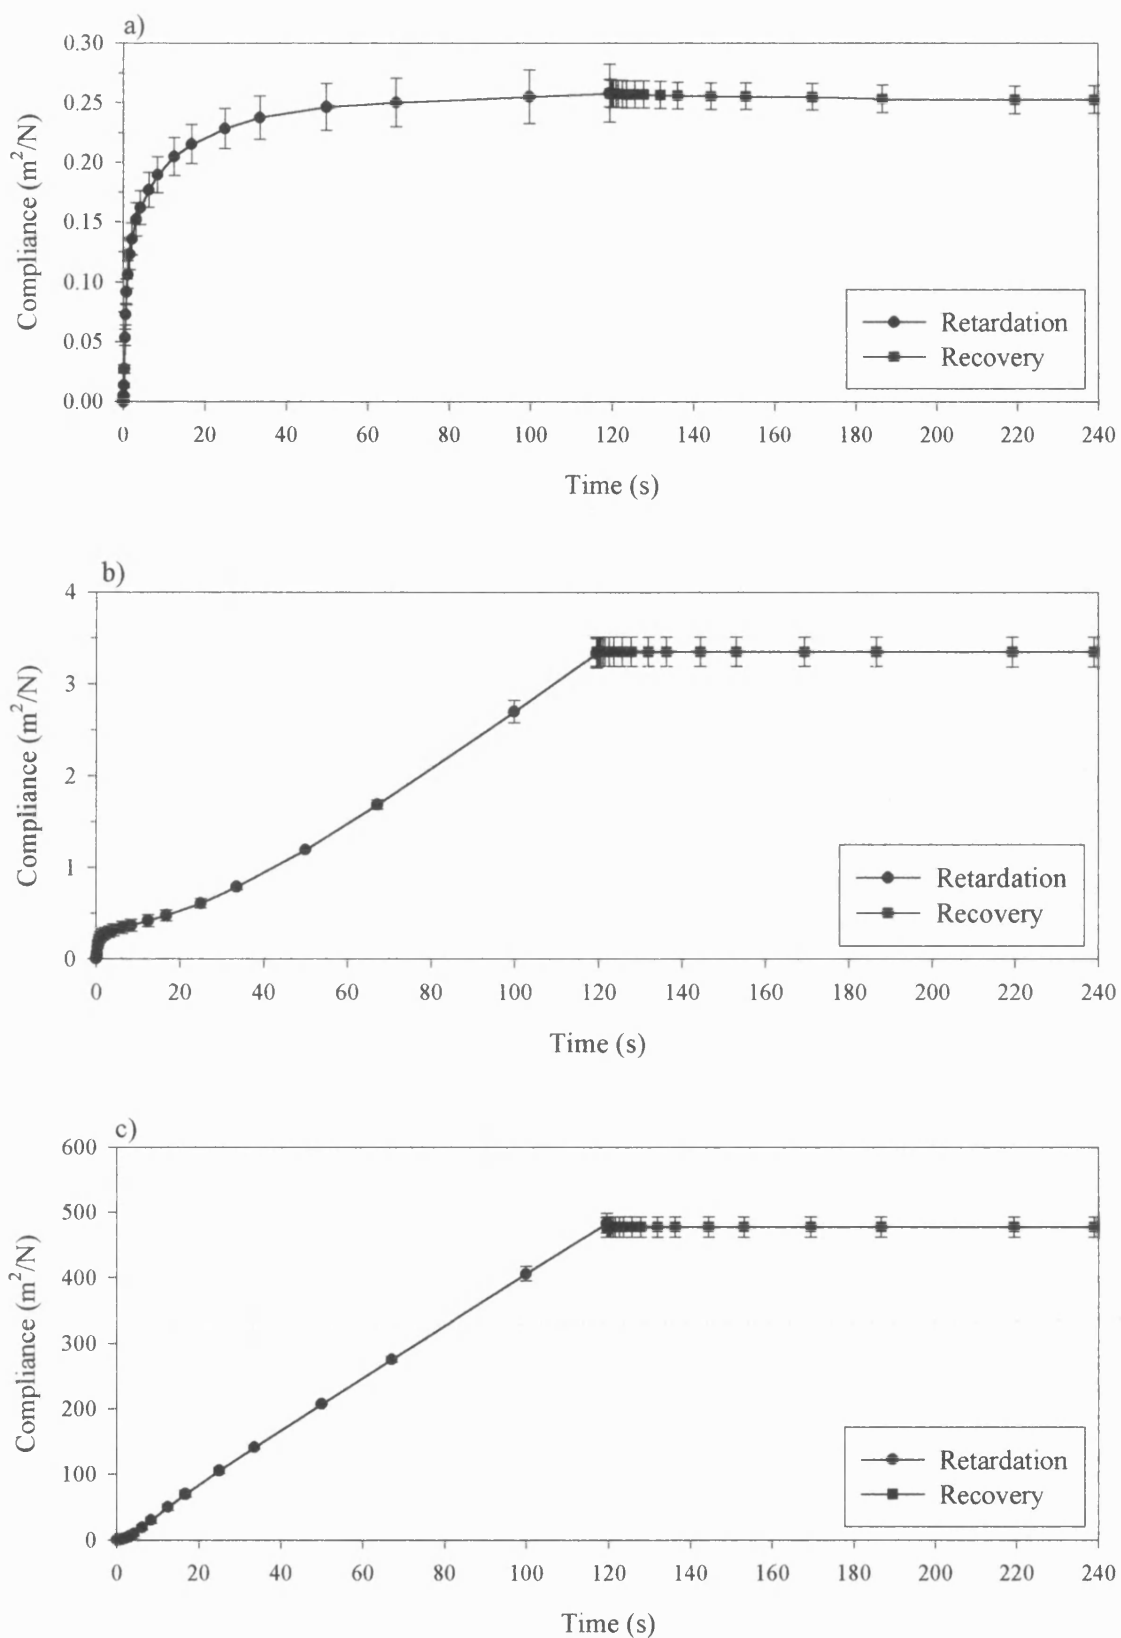 a)
0.30
0.25
0.20
0.15
0.10
0.05
0.00
Compliance (m²/N)
Retardation
Recovery
0 20 40 60 80 100 120 140 160 180 200 220 240
Time (s)
b)
4
3
2
1
0
Compliance (m²/N)
Retardation
Recovery
0 20 40 60 80 100 120 140 160 180 200 220 240
Time (s)
c)
600
500
400
300
200
100
0
Compliance (m²/N)
Retardation
Recovery
0 20 40 60 80 100 120 140 160 180 200 220 240
Time (s)